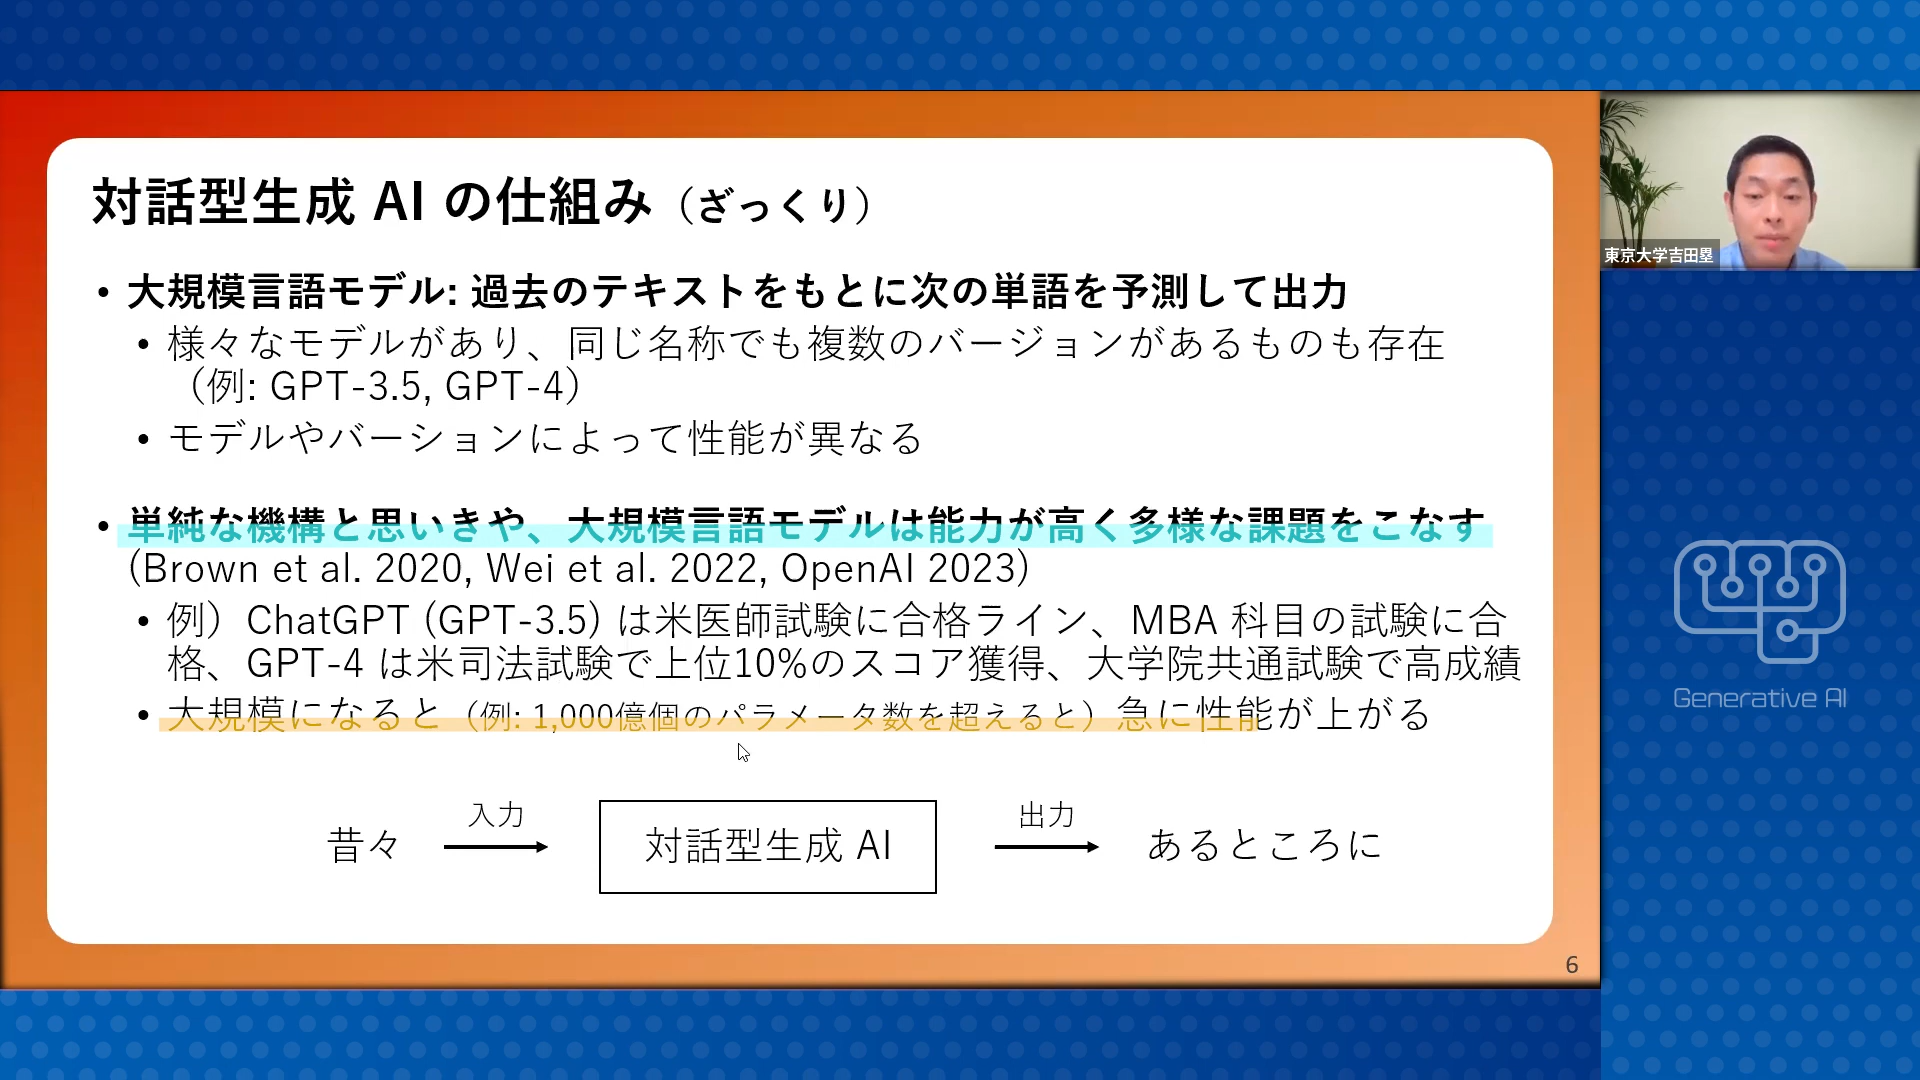 対話型生成 AI の仕組み（ざっくり）
• 大規模言語モデル: 過去のテキストをもとに次の単語を予測して出力
• 様々なモデルがあり、同じ名称でも複数のバージョンがあるものも存在
（例: GPT-3.5, GPT-4）
• モデルやバーションによって性能が異なる
• 単純な機構と思いきや、大規模言語モデルは能力が高く多様な課題をこなす
(Brown et al. 2020, Wei et al. 2022, OpenAI 2023)
• 例）ChatGPT (GPT-3.5) は米医師試験に合格ライン、MBA 科目の試験に合
格、GPT-4 は米司法試験で上位10%のスコア獲得、大学院共通試験で高成績
• 大規模になると（例: 1,000億個のパラメータ数を超えると）急に性能が上がる
昔々
入力
対話型生成 AI
出力
あるところに
6
東京大学吉田塁
Generative AI